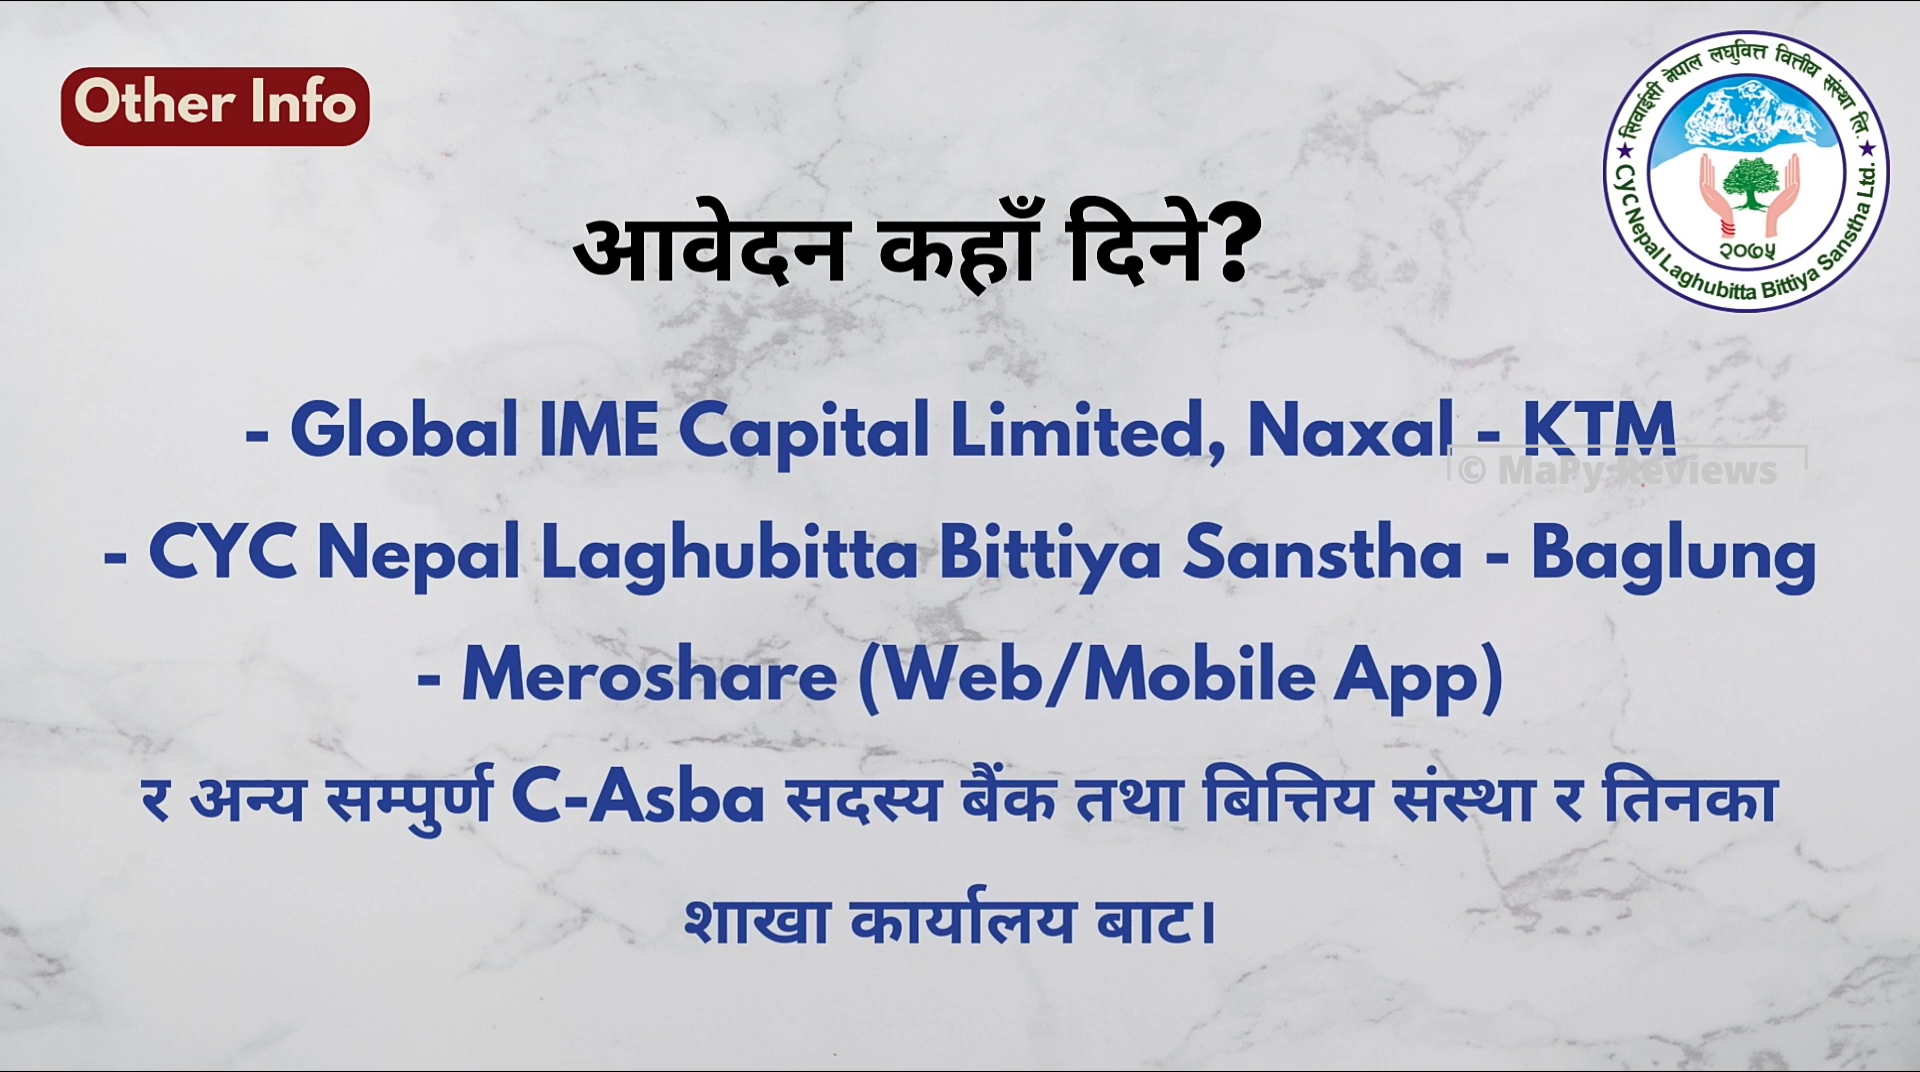 Other Info
सिवाईसी नेपाल लघुवित्त वित्तीय संस्था लि.
२०७५
CYC Nepal Laghubitta Bittiya Sanstha Ltd.
आवेदन कहाँ दिने?
- Global IME Capital Limited, Naxal - KTM
© MaPy Reviews
- CYC Nepal Laghubitta Bittiya Sanstha - Baglung
- Meroshare (Web/Mobile App)
र अन्य सम्पुर्ण C-Asba सदस्य बैंक तथा बित्तिय संस्था र तिनका
शाखा कार्यालय बाट।